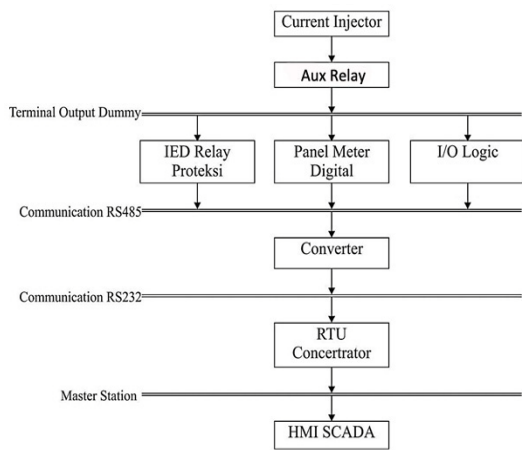 Current Injector
Aux Relay
Terminal Output Dummy
IED Relay
Proteksi
Panel Meter
Digital
I/O Logic
Communication RS485
Converter
Communication RS232
RTU
Concertrator
Master Station
HMI SCADA